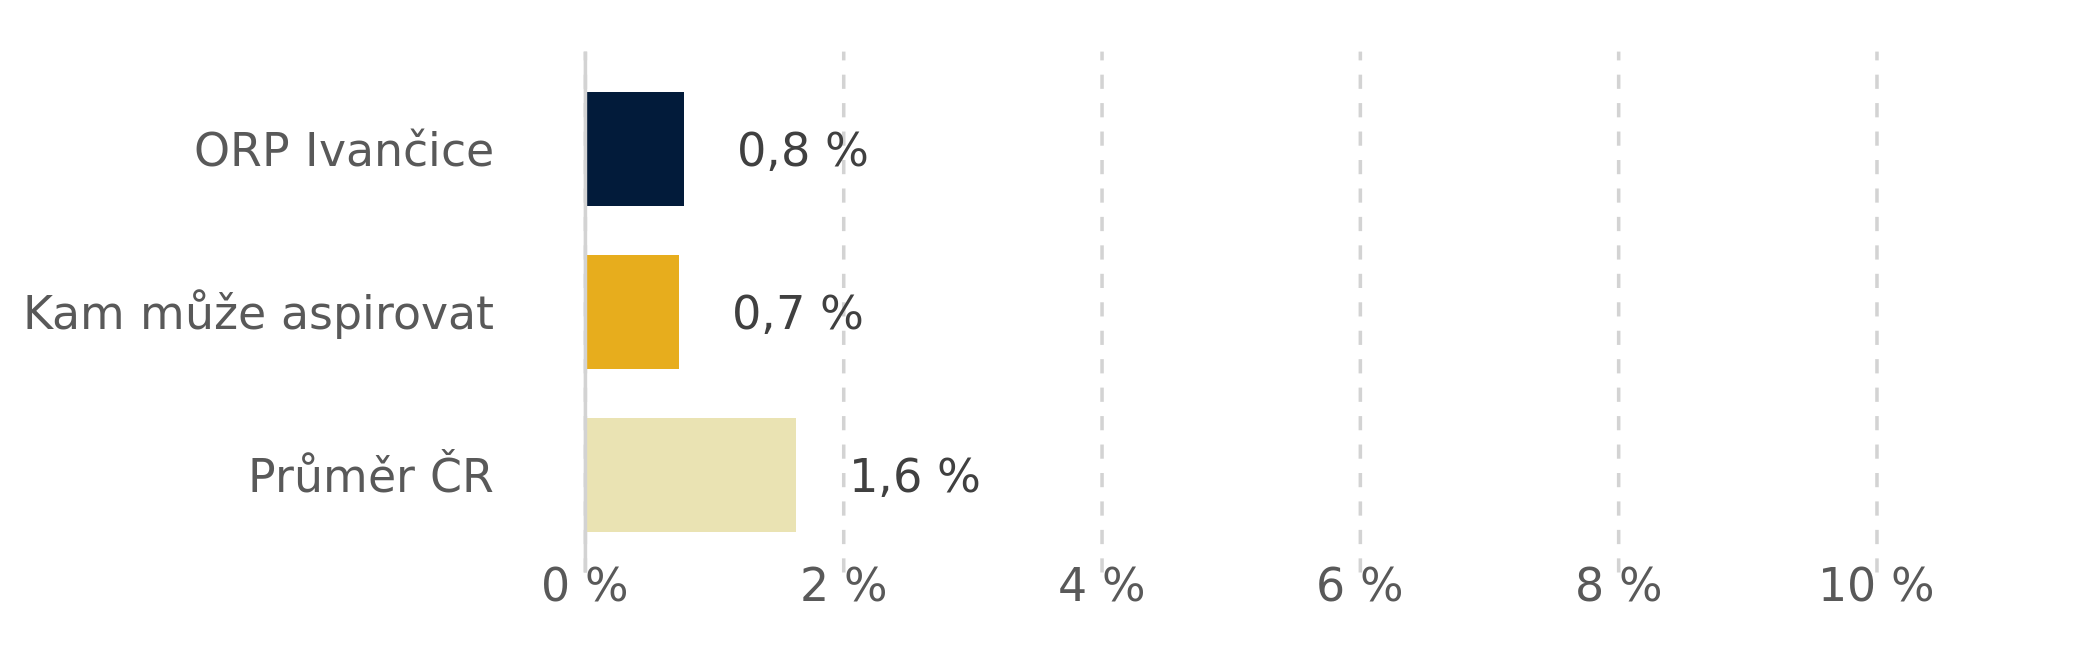 ORP Ivančice 0,8 %
Kam může aspirovat 0,7 %
Průměr ČR 1,6 %
0 % 2 % 4 % 6 % 8 % 10 %